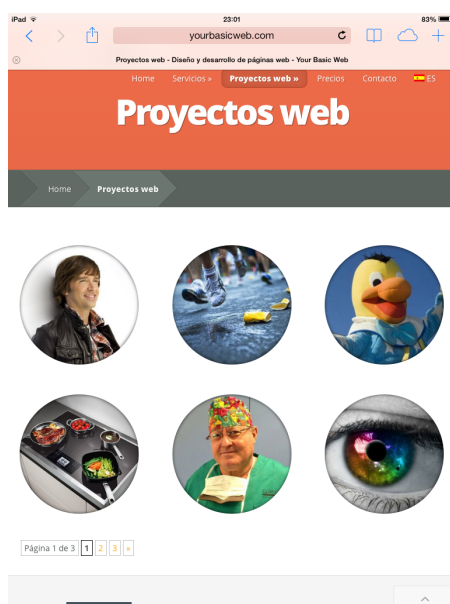 iPad 23:01 83%
yourbasicweb.com
Proyectos web - Diseño y desarrollo de páginas web - Your Basic Web
Home Servicios » Proyectos web » Precios Contacto ES
Proyectos web
Home Proyectos web
Página 1 de 3 1 2 3 »